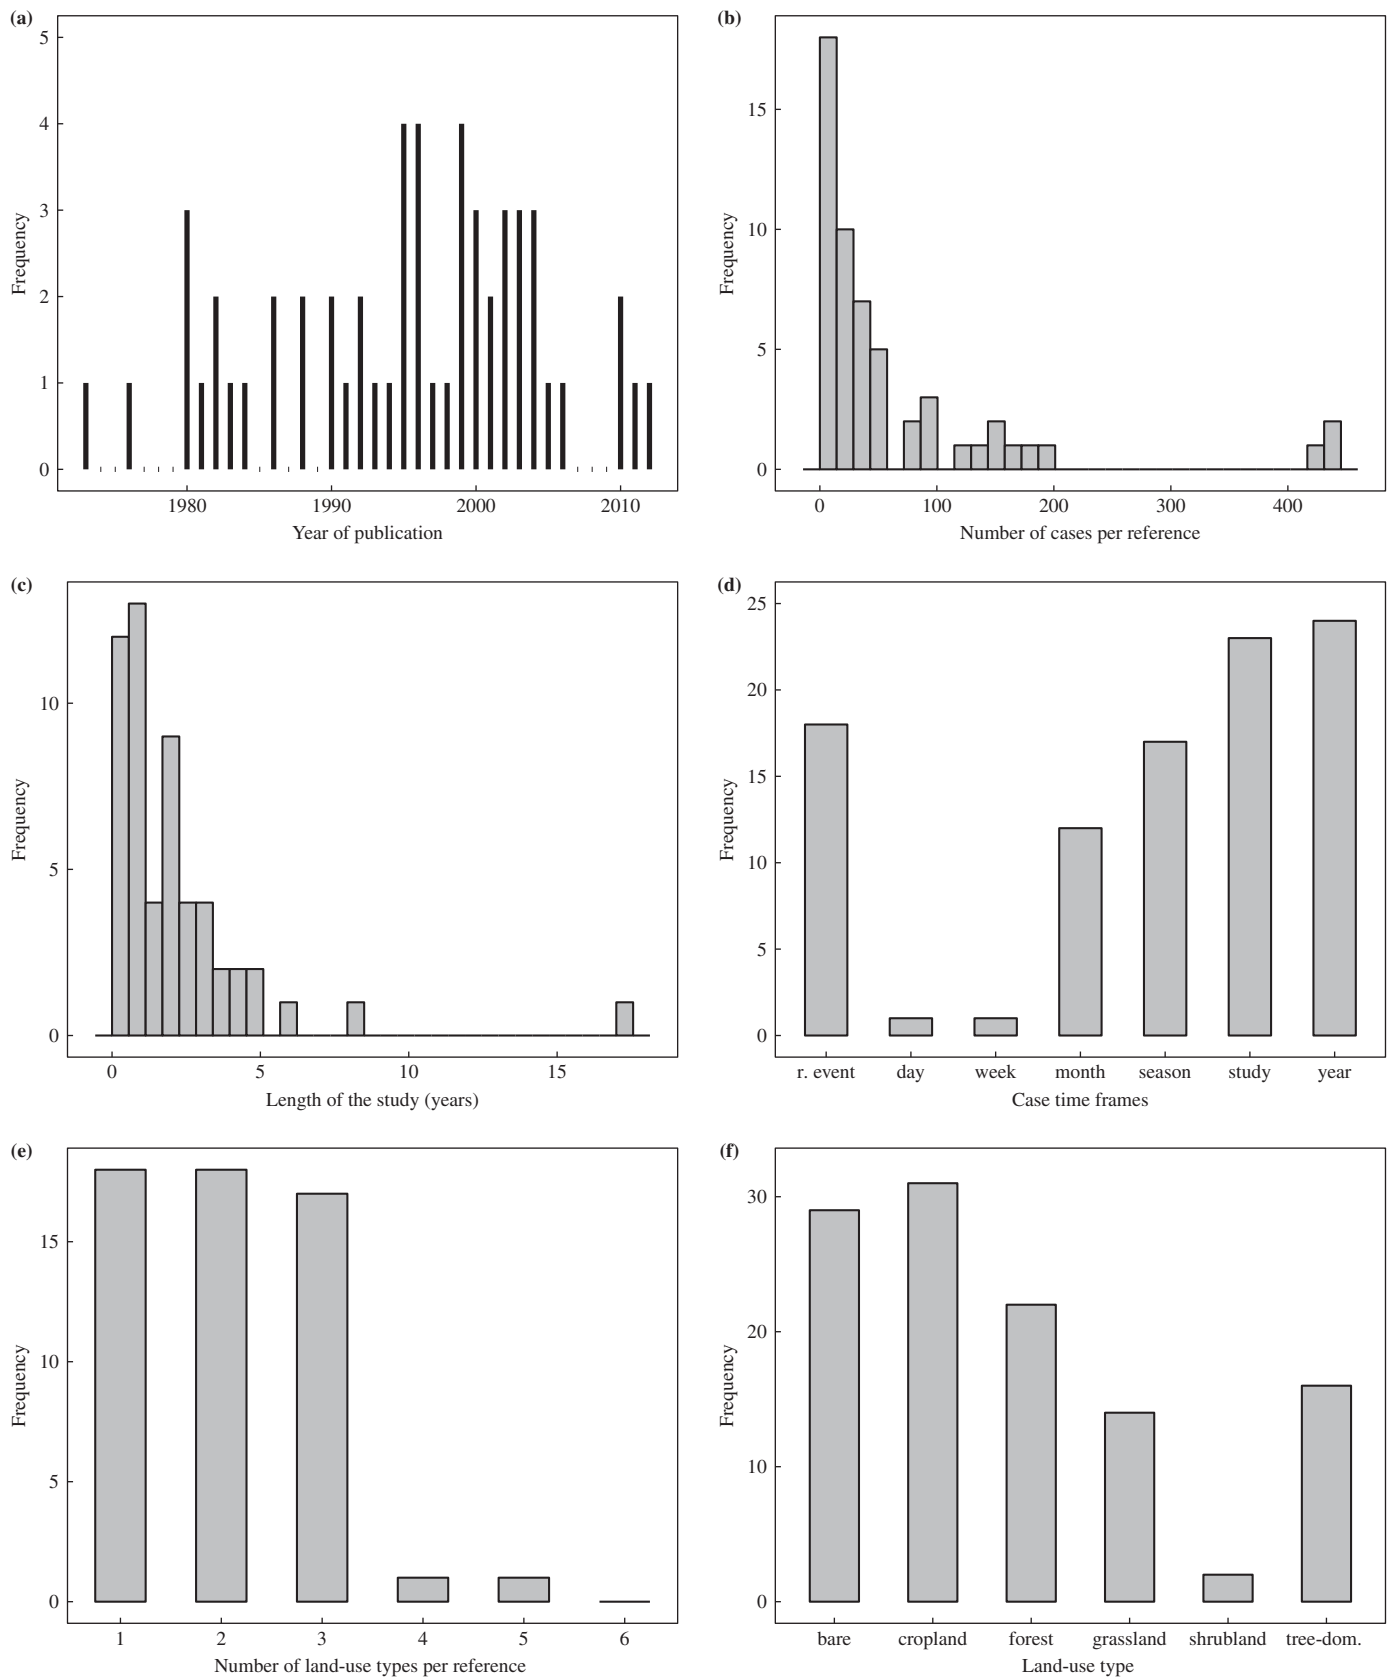 (a)
5
4
3
2
1
0
Frequency
1980 1990 2000 2010
Year of publication
(b)
15
10
5
0
Frequency
0 100 200 300 400
Number of cases per reference
(c)
10
5
0
Frequency
0 5 10 15
Length of the study (years)
(d)
25
20
15
10
5
0
Frequency
r. event day week month season study year
Case time frames
(e)
15
10
5
0
Frequency
1 2 3 4 5 6
Number of land-use types per reference
(f)
30
20
10
0
Frequency
bare cropland forest grassland shrubland tree-dom.
Land-use type